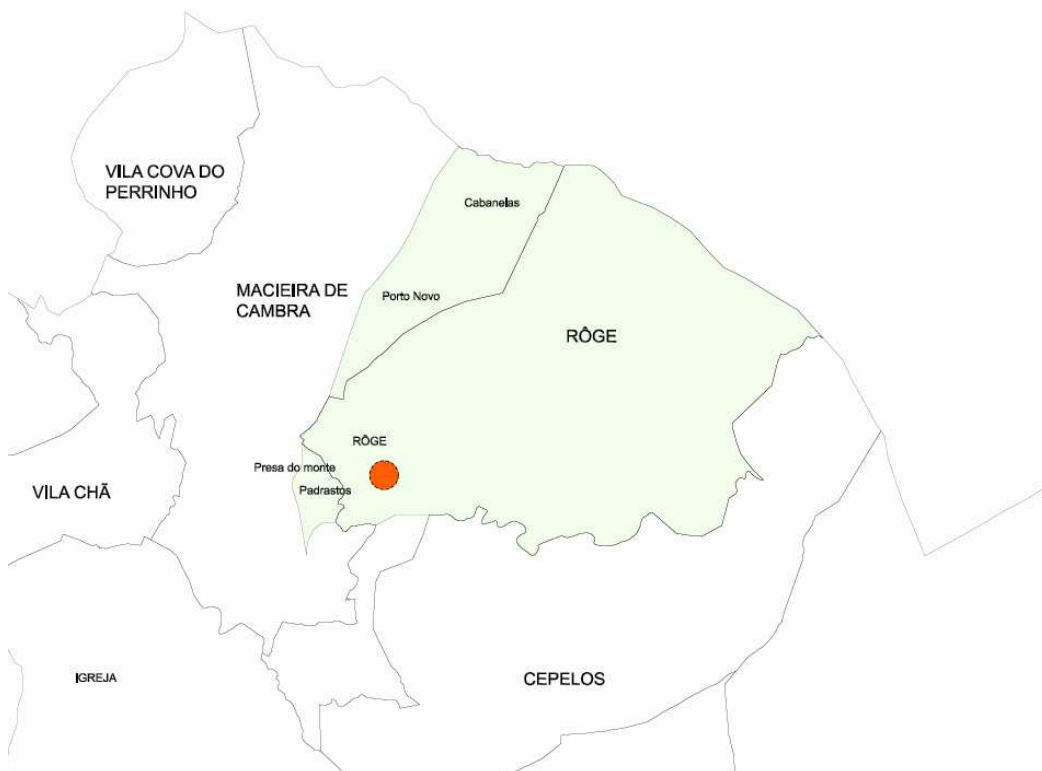 VILA COVA DO
PERRINHO
Cabanelas
MACIEIRA DE
CAMBRA
Porto Novo
RÔGE
RÔGE
Presa do monte
Padrastos
VILA CHÃ
IGREJA
CEPELOS